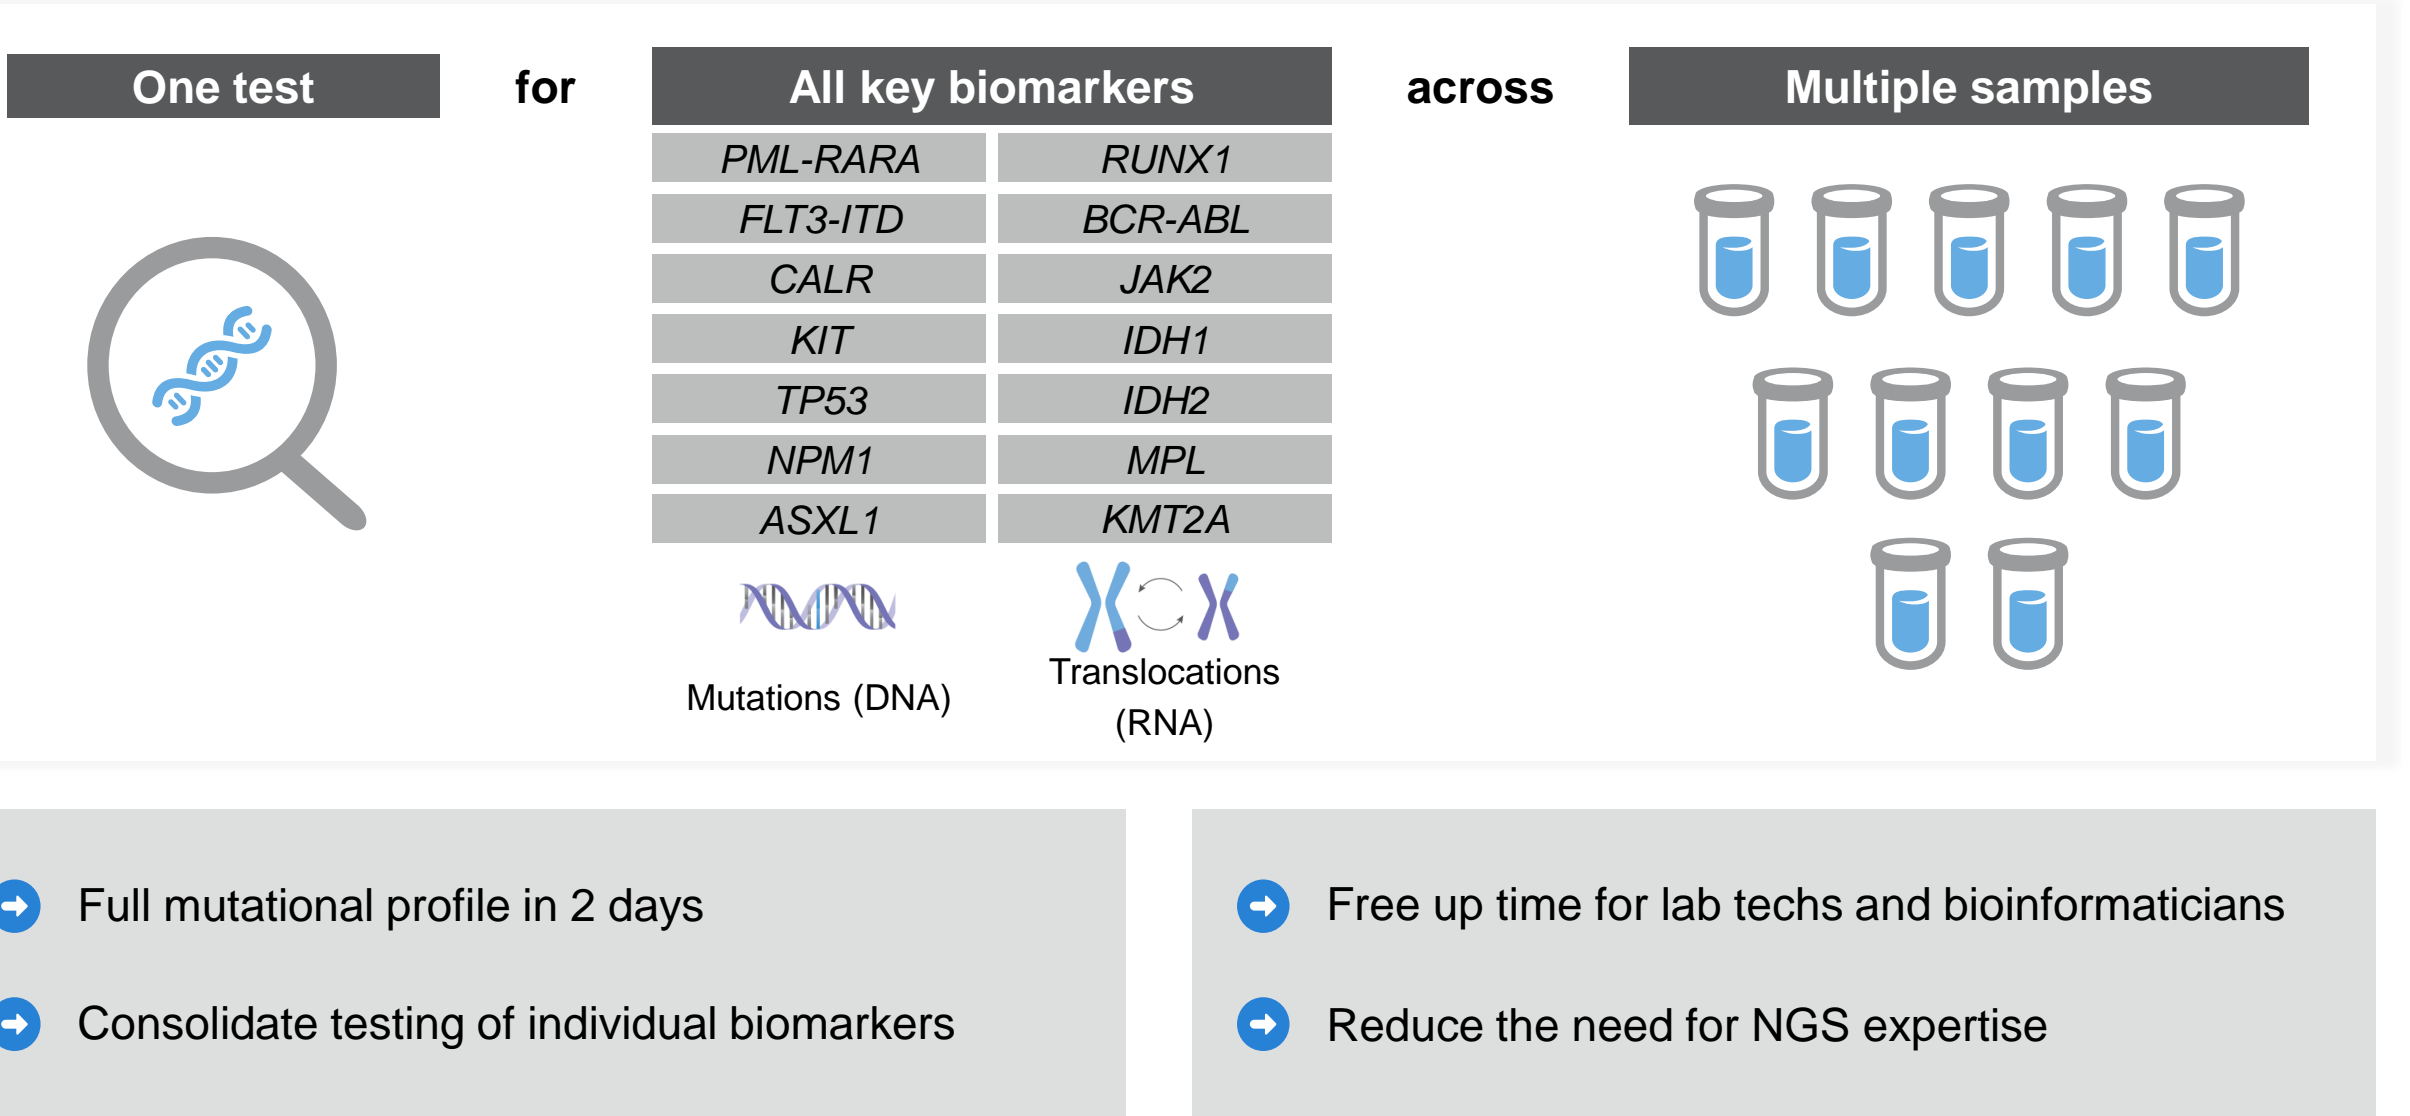 One test for All key biomarkers across Multiple samples
PML-RARA RUNX1
FLT3-ITD BCR-ABL
CALR JAK2
KIT IDH1
TP53 IDH2
NPM1 MPL
ASXL1 KMT2A
Mutations (DNA)
Translocations
(RNA)
Full mutational profile in 2 days
Consolidate testing of individual biomarkers
Free up time for lab techs and bioinformaticians
Reduce the need for NGS expertise